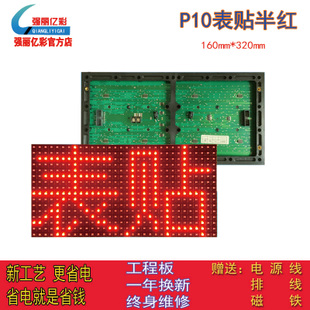 强丽亿彩
QIANGLIYICAI
强丽亿彩官方店
P10表贴半红
160mm*320mm
表贴
新工艺 更省电
省电就是省钱
工程板
一年换新
终身维修
赠送：电源线
排线
磁铁